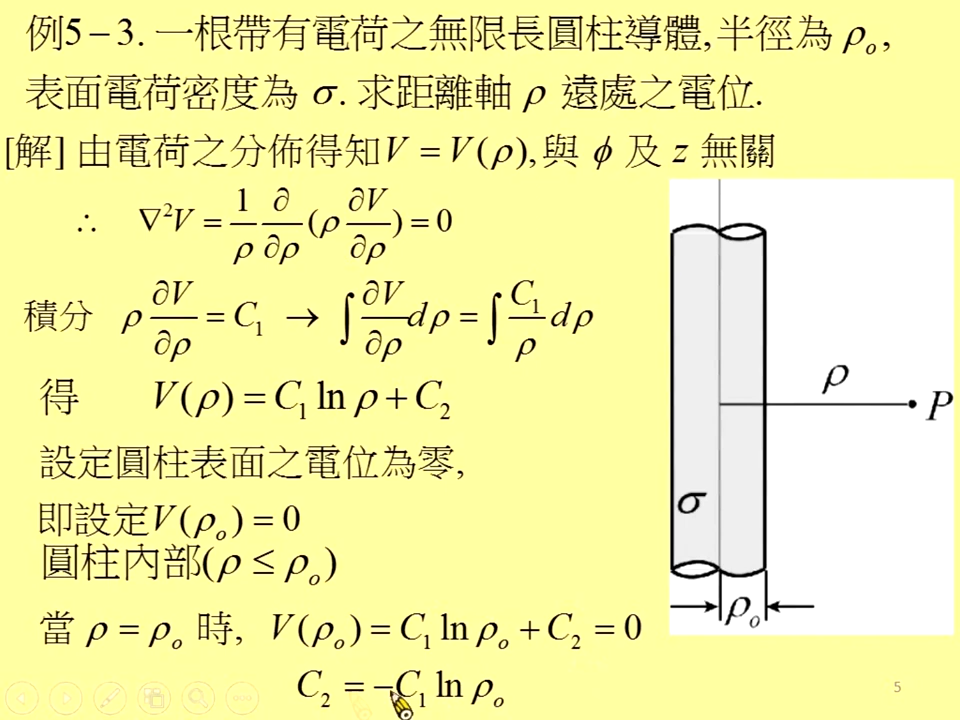 例5－3. 一根帶有電荷之無限長圓柱導體, 半徑為 ρₒ,
表面電荷密度為 σ. 求距離軸 ρ 遠處之電位.
[解] 由電荷之分佈得知V = V(ρ), 與 ϕ 及 z 無關
∴ ∇²V = 1/ρ ∂/∂ρ (ρ ∂V/∂ρ) = 0
積分 ρ ∂V/∂ρ = C₁ → ∫ ∂V/∂ρ dρ = ∫ C₁/ρ dρ
得 V(ρ) = C₁ ln ρ + C₂
設定圓柱表面之電位為零,
即設定V(ρₒ) = 0
圓柱內部(ρ ≤ ρₒ)
當 ρ = ρₒ 時, V(ρₒ) = C₁ ln ρₒ + C₂ = 0
C₂ = −C₁ ln ρₒ
ρ
P
σ
ρₒ
5